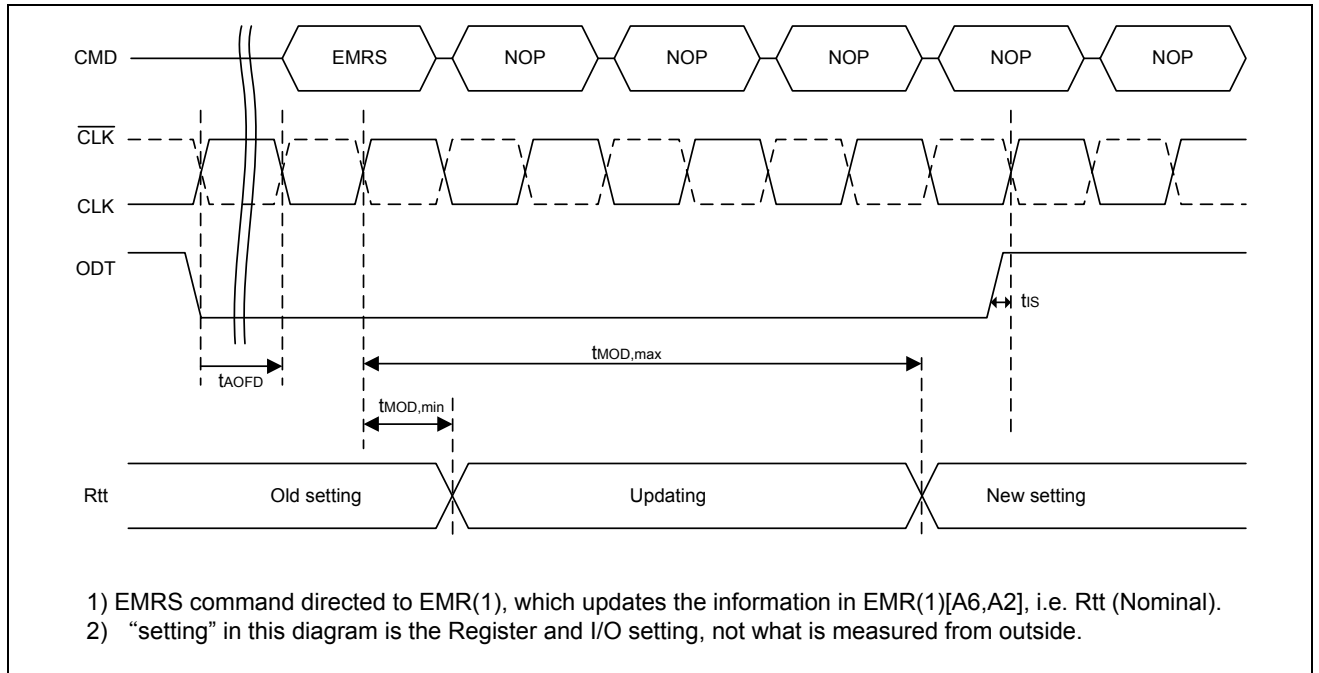 CMD EMRS NOP NOP NOP NOP NOP
CLK
CLK
ODT
tIS
tMOD,max
tAOFD
tMOD,min
Rtt Old setting Updating New setting
1) EMRS command directed to EMR(1), which updates the information in EMR(1)[A6,A2], i.e. Rtt (Nominal).
2) “setting” in this diagram is the Register and I/O setting, not what is measured from outside.